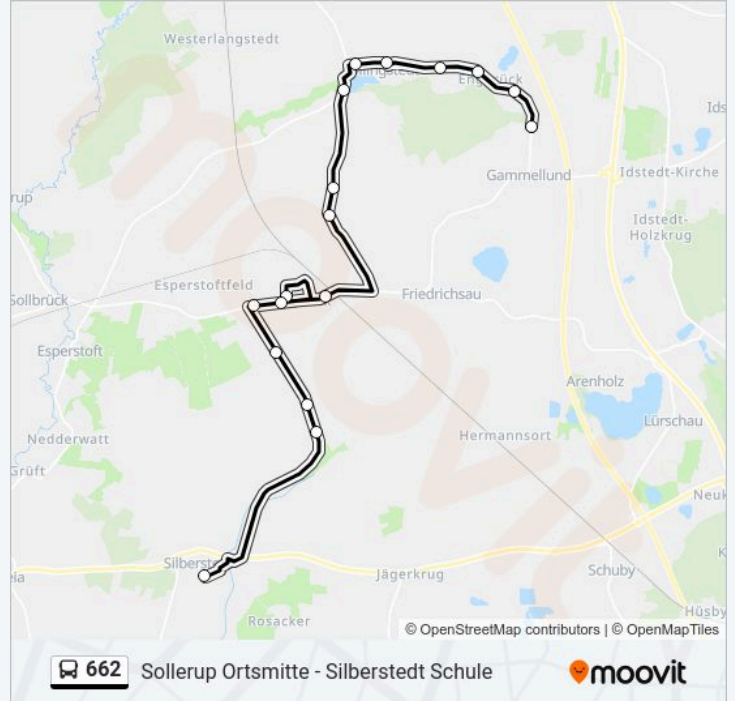 Westerlangstedt
Ids
Gammellund
Idstedt-Kirche
rup
Idstedt-
Holzkrug
Esperstoftfeld
Sollbrück
Friedrichsau
Esperstoft
Arenholz
Lürschau
Nedderwatt
Hermannsort
Grüft
Neuk
Silberste
ela
Jägerkrug
Schuby
K
Rosacker
Hüsby
© OpenStreetMap contributors | © OpenMapTiles
662 Sollerup Ortsmitte - Silberstedt Schule
moovit